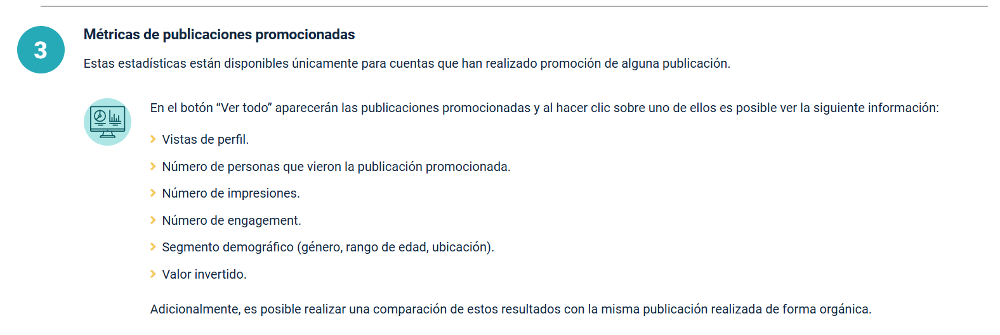 3
Métricas de publicaciones promocionadas
Estas estadísticas están disponibles únicamente para cuentas que han realizado promoción de alguna publicación.
En el botón “Ver todo” aparecerán las publicaciones promocionadas y al hacer clic sobre uno de ellos es posible ver la siguiente información:
Vistas de perfil.
Número de personas que vieron la publicación promocionada.
Número de impresiones.
Número de engagement.
Segmento demográfico (género, rango de edad, ubicación).
Valor invertido.
Adicionalmente, es posible realizar una comparación de estos resultados con la misma publicación realizada de forma orgánica.